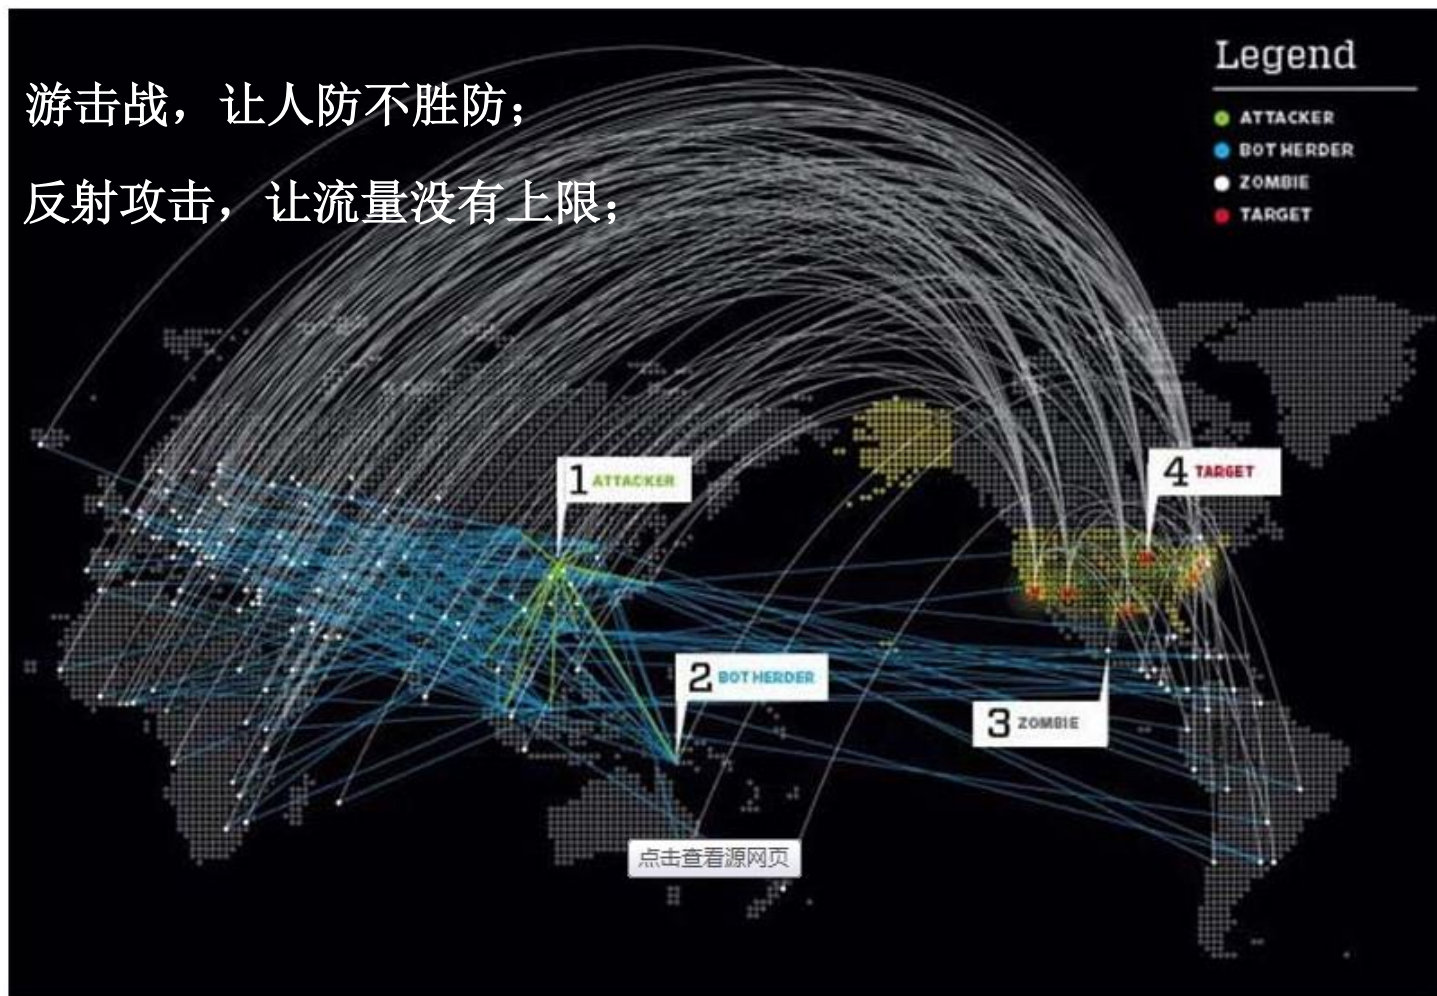 游击战，让人防不胜防；
反射攻击，让流量没有上限；
Legend
ATTACKER
BOT HERDER
ZOMBIE
TARGET
1 ATTACKER
4 TARGET
2 BOT HERDER
3 ZOMBIE
点击查看源网页